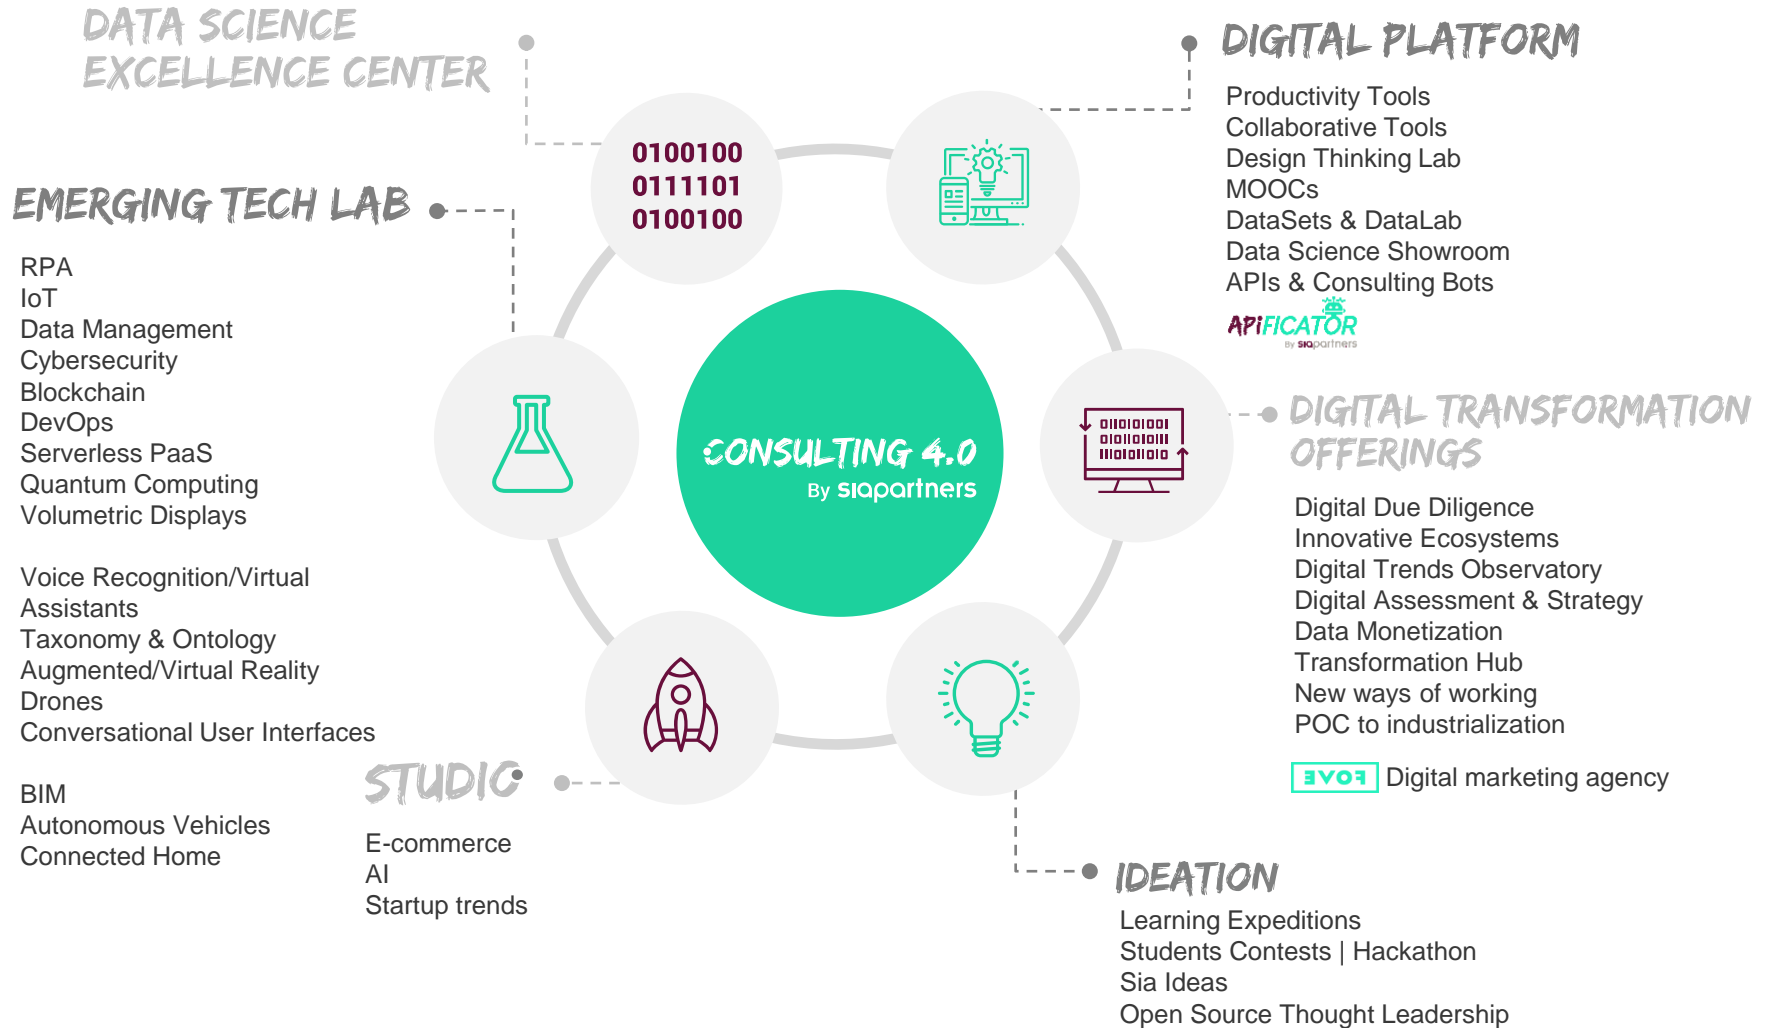 DATA SCIENCE
EXCELLENCE CENTER
0100100
0111101
0100100
EMERGING TECH LAB
RPA
IoT
Data Management
Cybersecurity
Blockchain
DevOps
Serverless PaaS
Quantum Computing
Volumetric Displays
Voice Recognition/Virtual
Assistants
Taxonomy & Ontology
Augmented/Virtual Reality
Drones
Conversational User Interfaces
BIM
Autonomous Vehicles
Connected Home
STUDIO
E-commerce
AI
Startup trends
CONSULTING 4.0
By siapartners
DIGITAL PLATFORM
Productivity Tools
Collaborative Tools
Design Thinking Lab
MOOCs
DataSets & DataLab
Data Science Showroom
APIs & Consulting Bots
APiFICATOR
By siapartners
0110101001
0101101011
1101011010
DIGITAL TRANSFORMATION
OFFERINGS
Digital Due Diligence
Innovative Ecosystems
Digital Trends Observatory
Digital Assessment & Strategy
Data Monetization
Transformation Hub
New ways of working
POC to industrialization
FOVE Digital marketing agency
IDEATION
Learning Expeditions
Students Contests | Hackathon
Sia Ideas
Open Source Thought Leadership